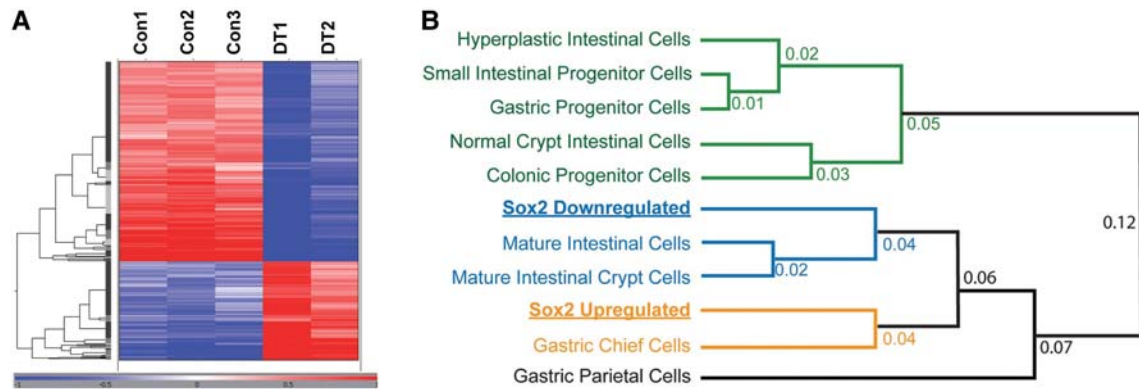 A
Con1
Con2
Con3
DT1
DT2
-1
-0.5
0
0.5
1
B
Hyperplastic Intestinal Cells
Small Intestinal Progenitor Cells
Gastric Progenitor Cells
Normal Crypt Intestinal Cells
Colonic Progenitor Cells
Sox2 Downregulated
Mature Intestinal Cells
Mature Intestinal Crypt Cells
Sox2 Upregulated
Gastric Chief Cells
Gastric Parietal Cells
0.02
0.01
0.05
0.03
0.12
0.04
0.02
0.06
0.04
0.07